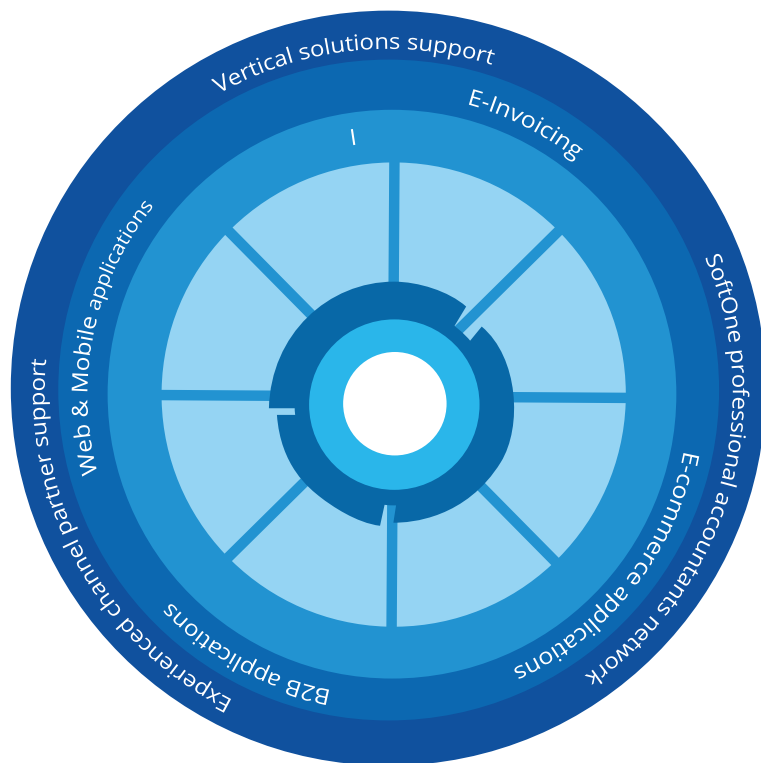 Vertical solutions support
SoftOne professional accountants network
Experienced channel partner support
E-Invoicing
E-commerce applications
B2B applications
Web & Mobile applications
I